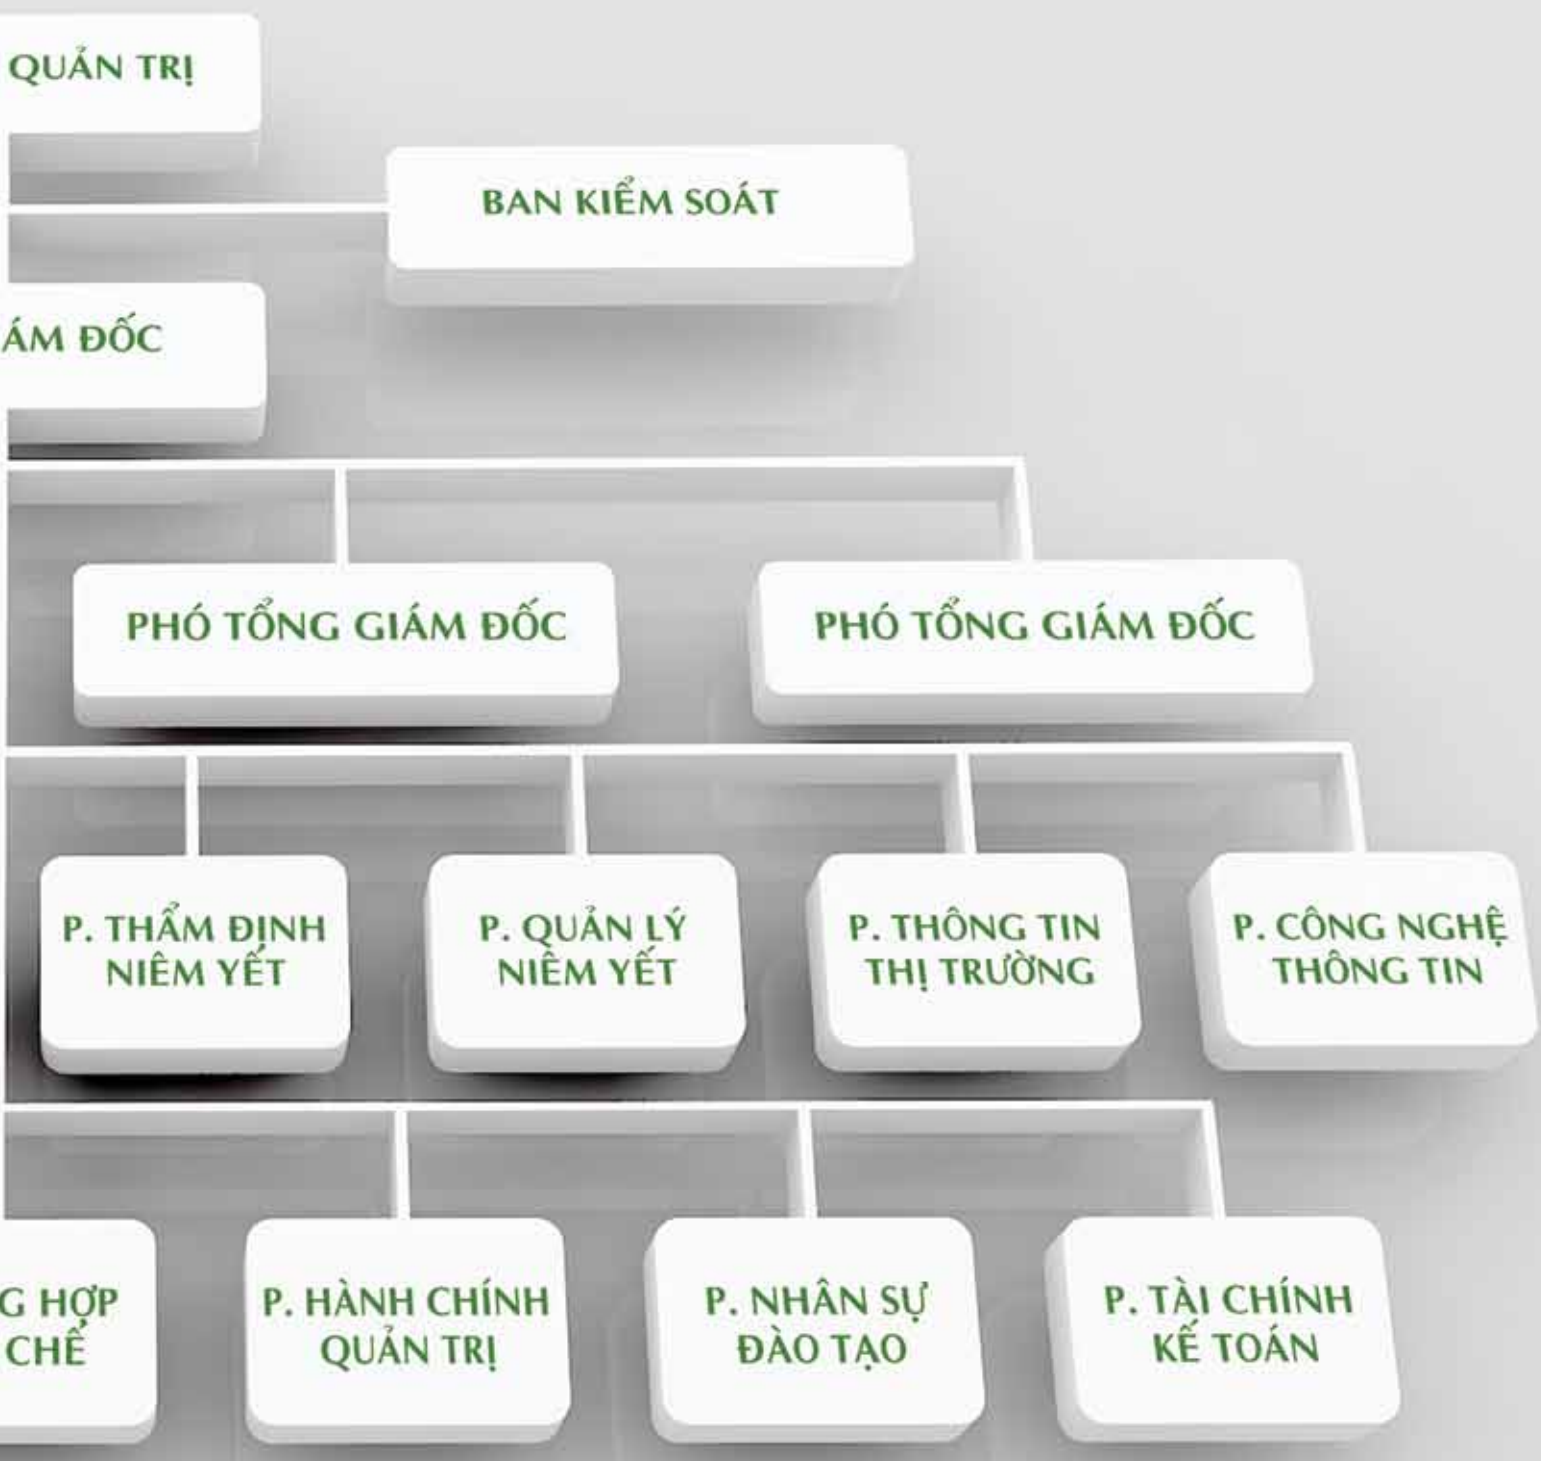 QUẢN TRỊ
BAN KIỂM SOÁT
ÁM ĐỐC
PHÓ TỔNG GIÁM ĐỐC
PHÓ TỔNG GIÁM ĐỐC
P. THẨM ĐỊNH
NIÊM YẾT
P. QUẢN LÝ
NIÊM YẾT
P. THÔNG TIN
THỊ TRƯỜNG
P. CÔNG NGHỆ
THÔNG TIN
G HỢP
CHẾ
P. HÀNH CHÍNH
QUẢN TRỊ
P. NHÂN SỰ
ĐÀO TẠO
P. TÀI CHÍNH
KẾ TOÁN